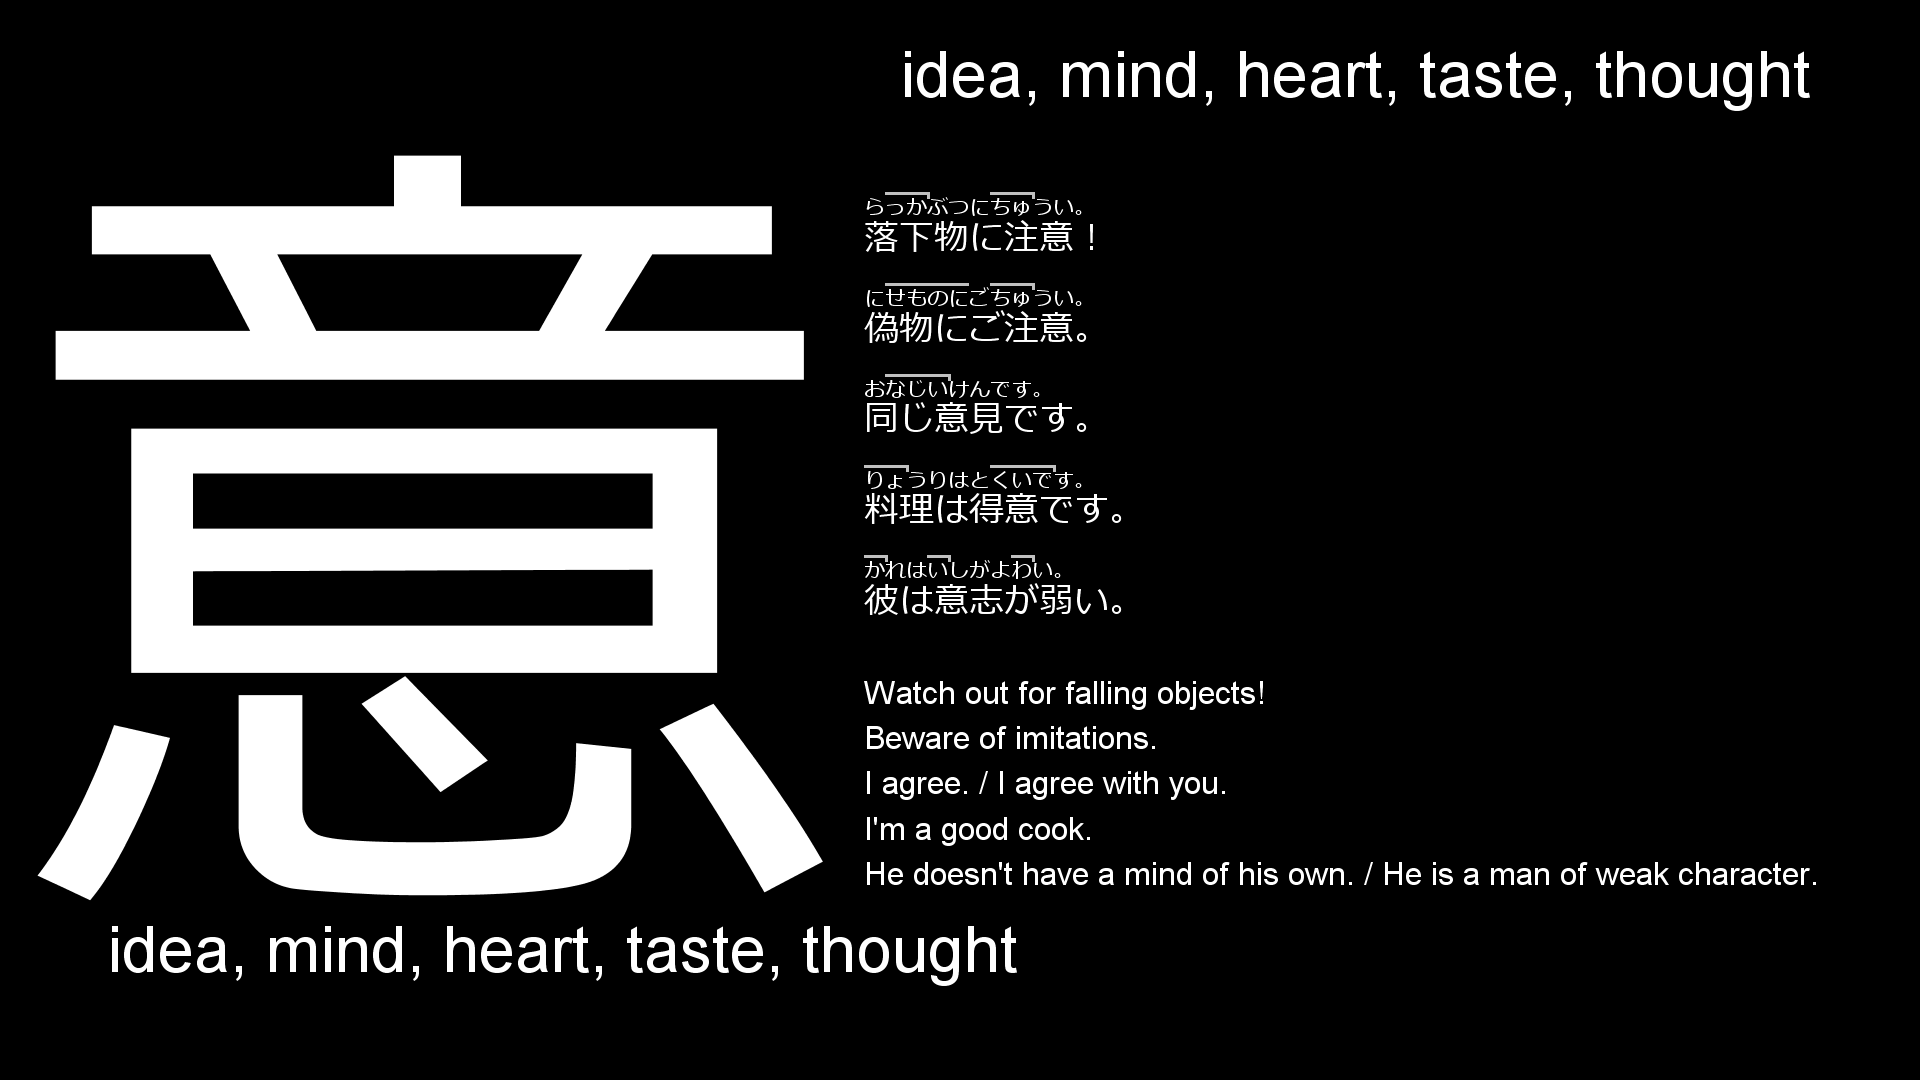 idea, mind, heart, taste, thought
意
らっかぶつにちゅうい。
落下物に注意！
にせものにごちゅうい。
偽物にご注意。
おなじいけんです。
同じ意見です。
りょうりはとくいです。
料理は得意です。
かれはいしがよわい。
彼は意志が弱い。
Watch out for falling objects!
Beware of imitations.
I agree. / I agree with you.
I'm a good cook.
He doesn't have a mind of his own. / He is a man of weak character.
idea, mind, heart, taste, thought